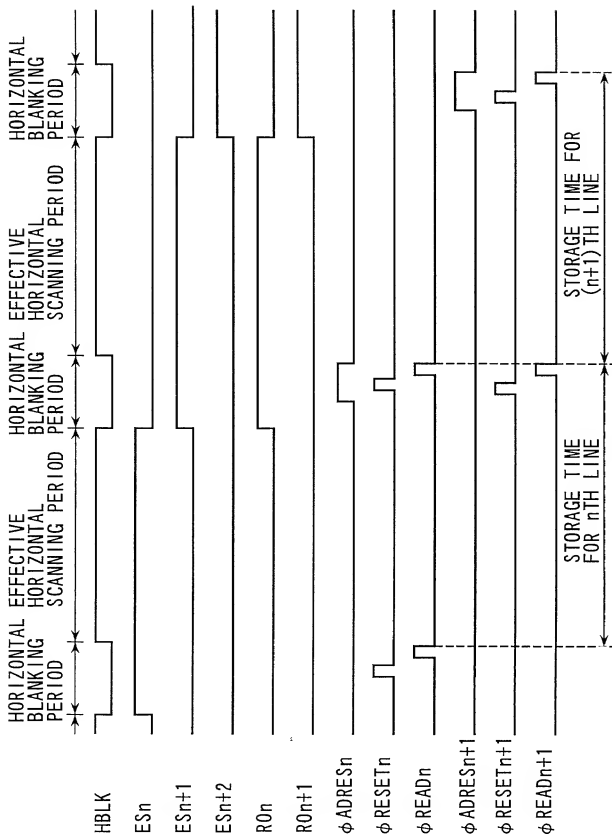 HORIZONTAL
BLANKING
PERIOD
EFFECTIVE
HORIZONTAL
SCANNING PERIOD
HORIZONTAL
BLANKING
PERIOD
EFFECTIVE
HORIZONTAL
SCANNING PERIOD
HORIZONTAL
BLANKING
PERIOD
HBLK
ESn
ESn+1
ESn+2
ROn
ROn+1
φADRESn
φRESETn
φREADn
φADRESn+1
φRESETn+1
φREADn+1
STORAGE TIME
FOR nTH LINE
STORAGE TIME FOR
(n+1)TH LINE